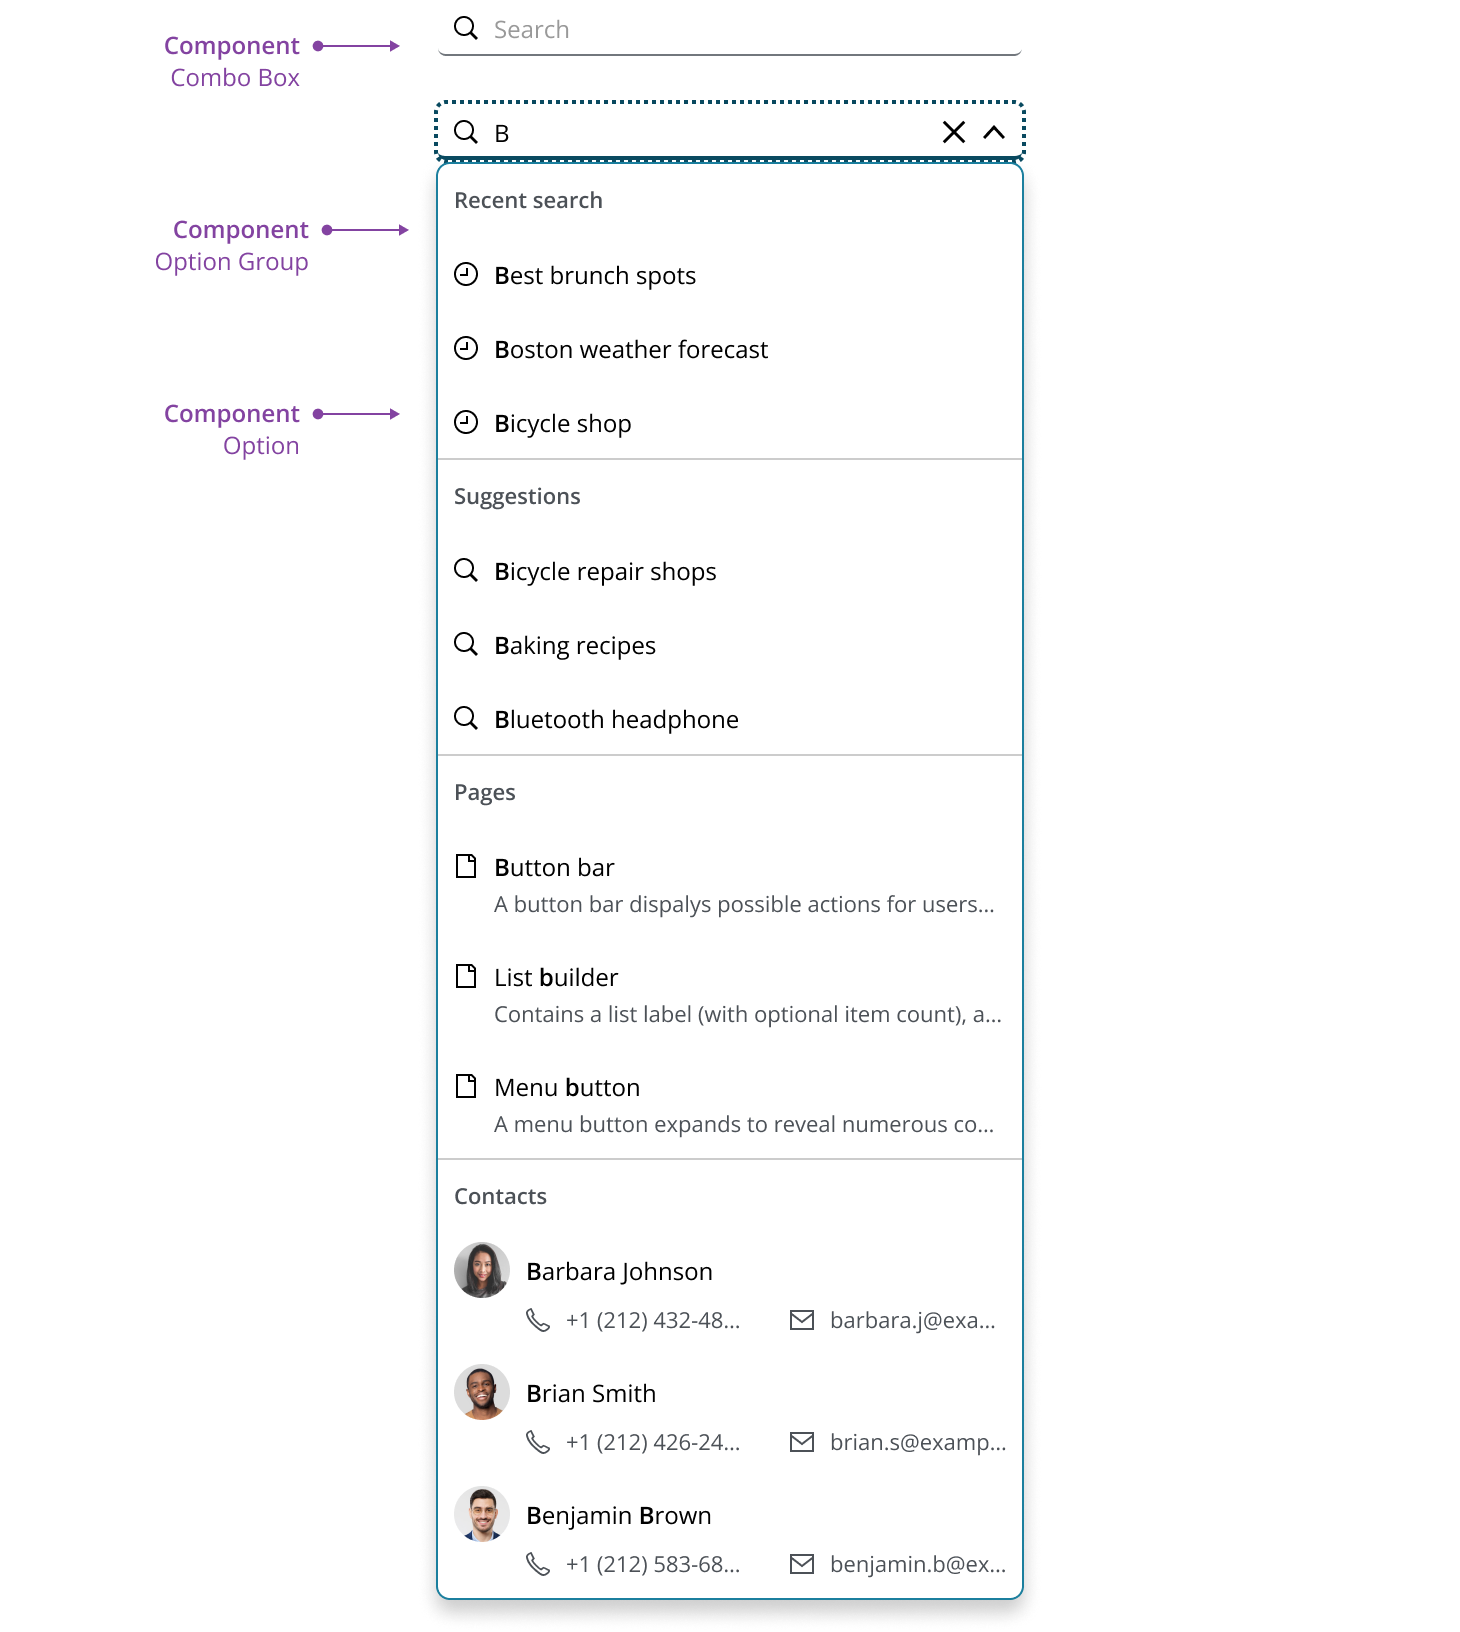 Search
Component
Combo Box
B
Recent search
Component
Option Group
Best brunch spots
Boston weather forecast
Component
Option
Bicycle shop
Suggestions
Bicycle repair shops
Baking recipes
Bluetooth headphone
Pages
Button bar
A button bar dispalys possible actions for users...
List builder
Contains a list label (with optional item count), a...
Menu button
A menu button expands to reveal numerous co...
Contacts
Barbara Johnson
+1 (212) 432-48... barbara.j@exa...
Brian Smith
+1 (212) 426-24... brian.s@examp...
Benjamin Brown
+1 (212) 583-68... benjamin.b@ex...